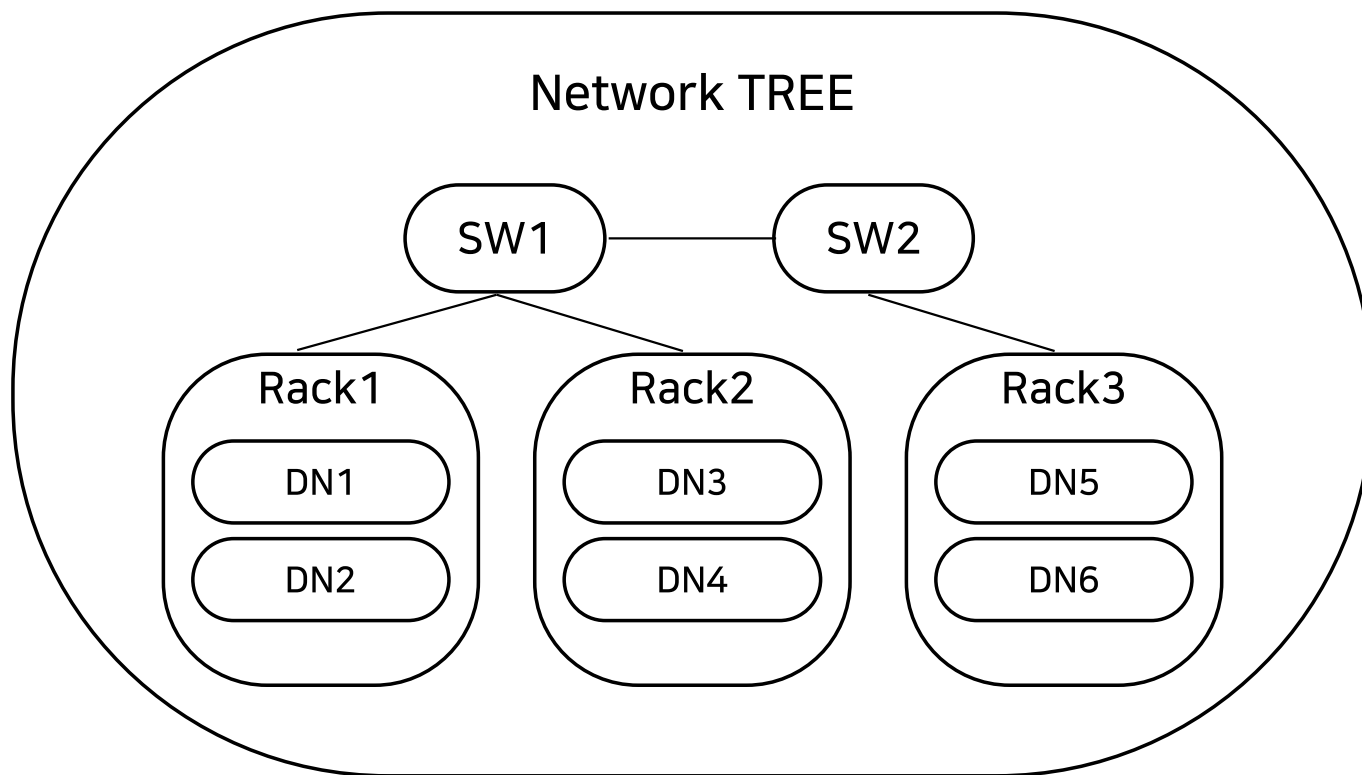 Network TREE
SW1
SW2
Rack1
Rack2
Rack3
DN1
DN3
DN5
DN2
DN4
DN6